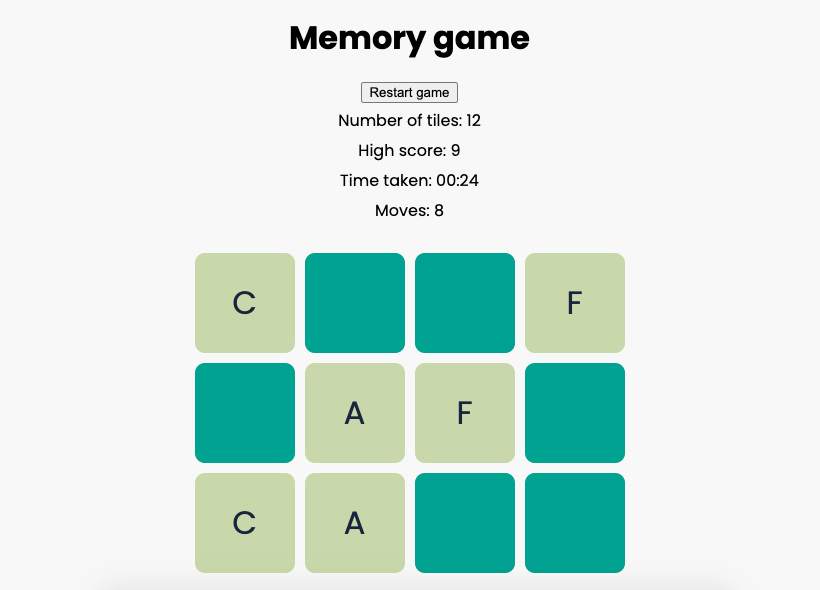 Memory game
Restart game
Number of tiles: 12
High score: 9
Time taken: 00:24
Moves: 8
C F
A F
C A